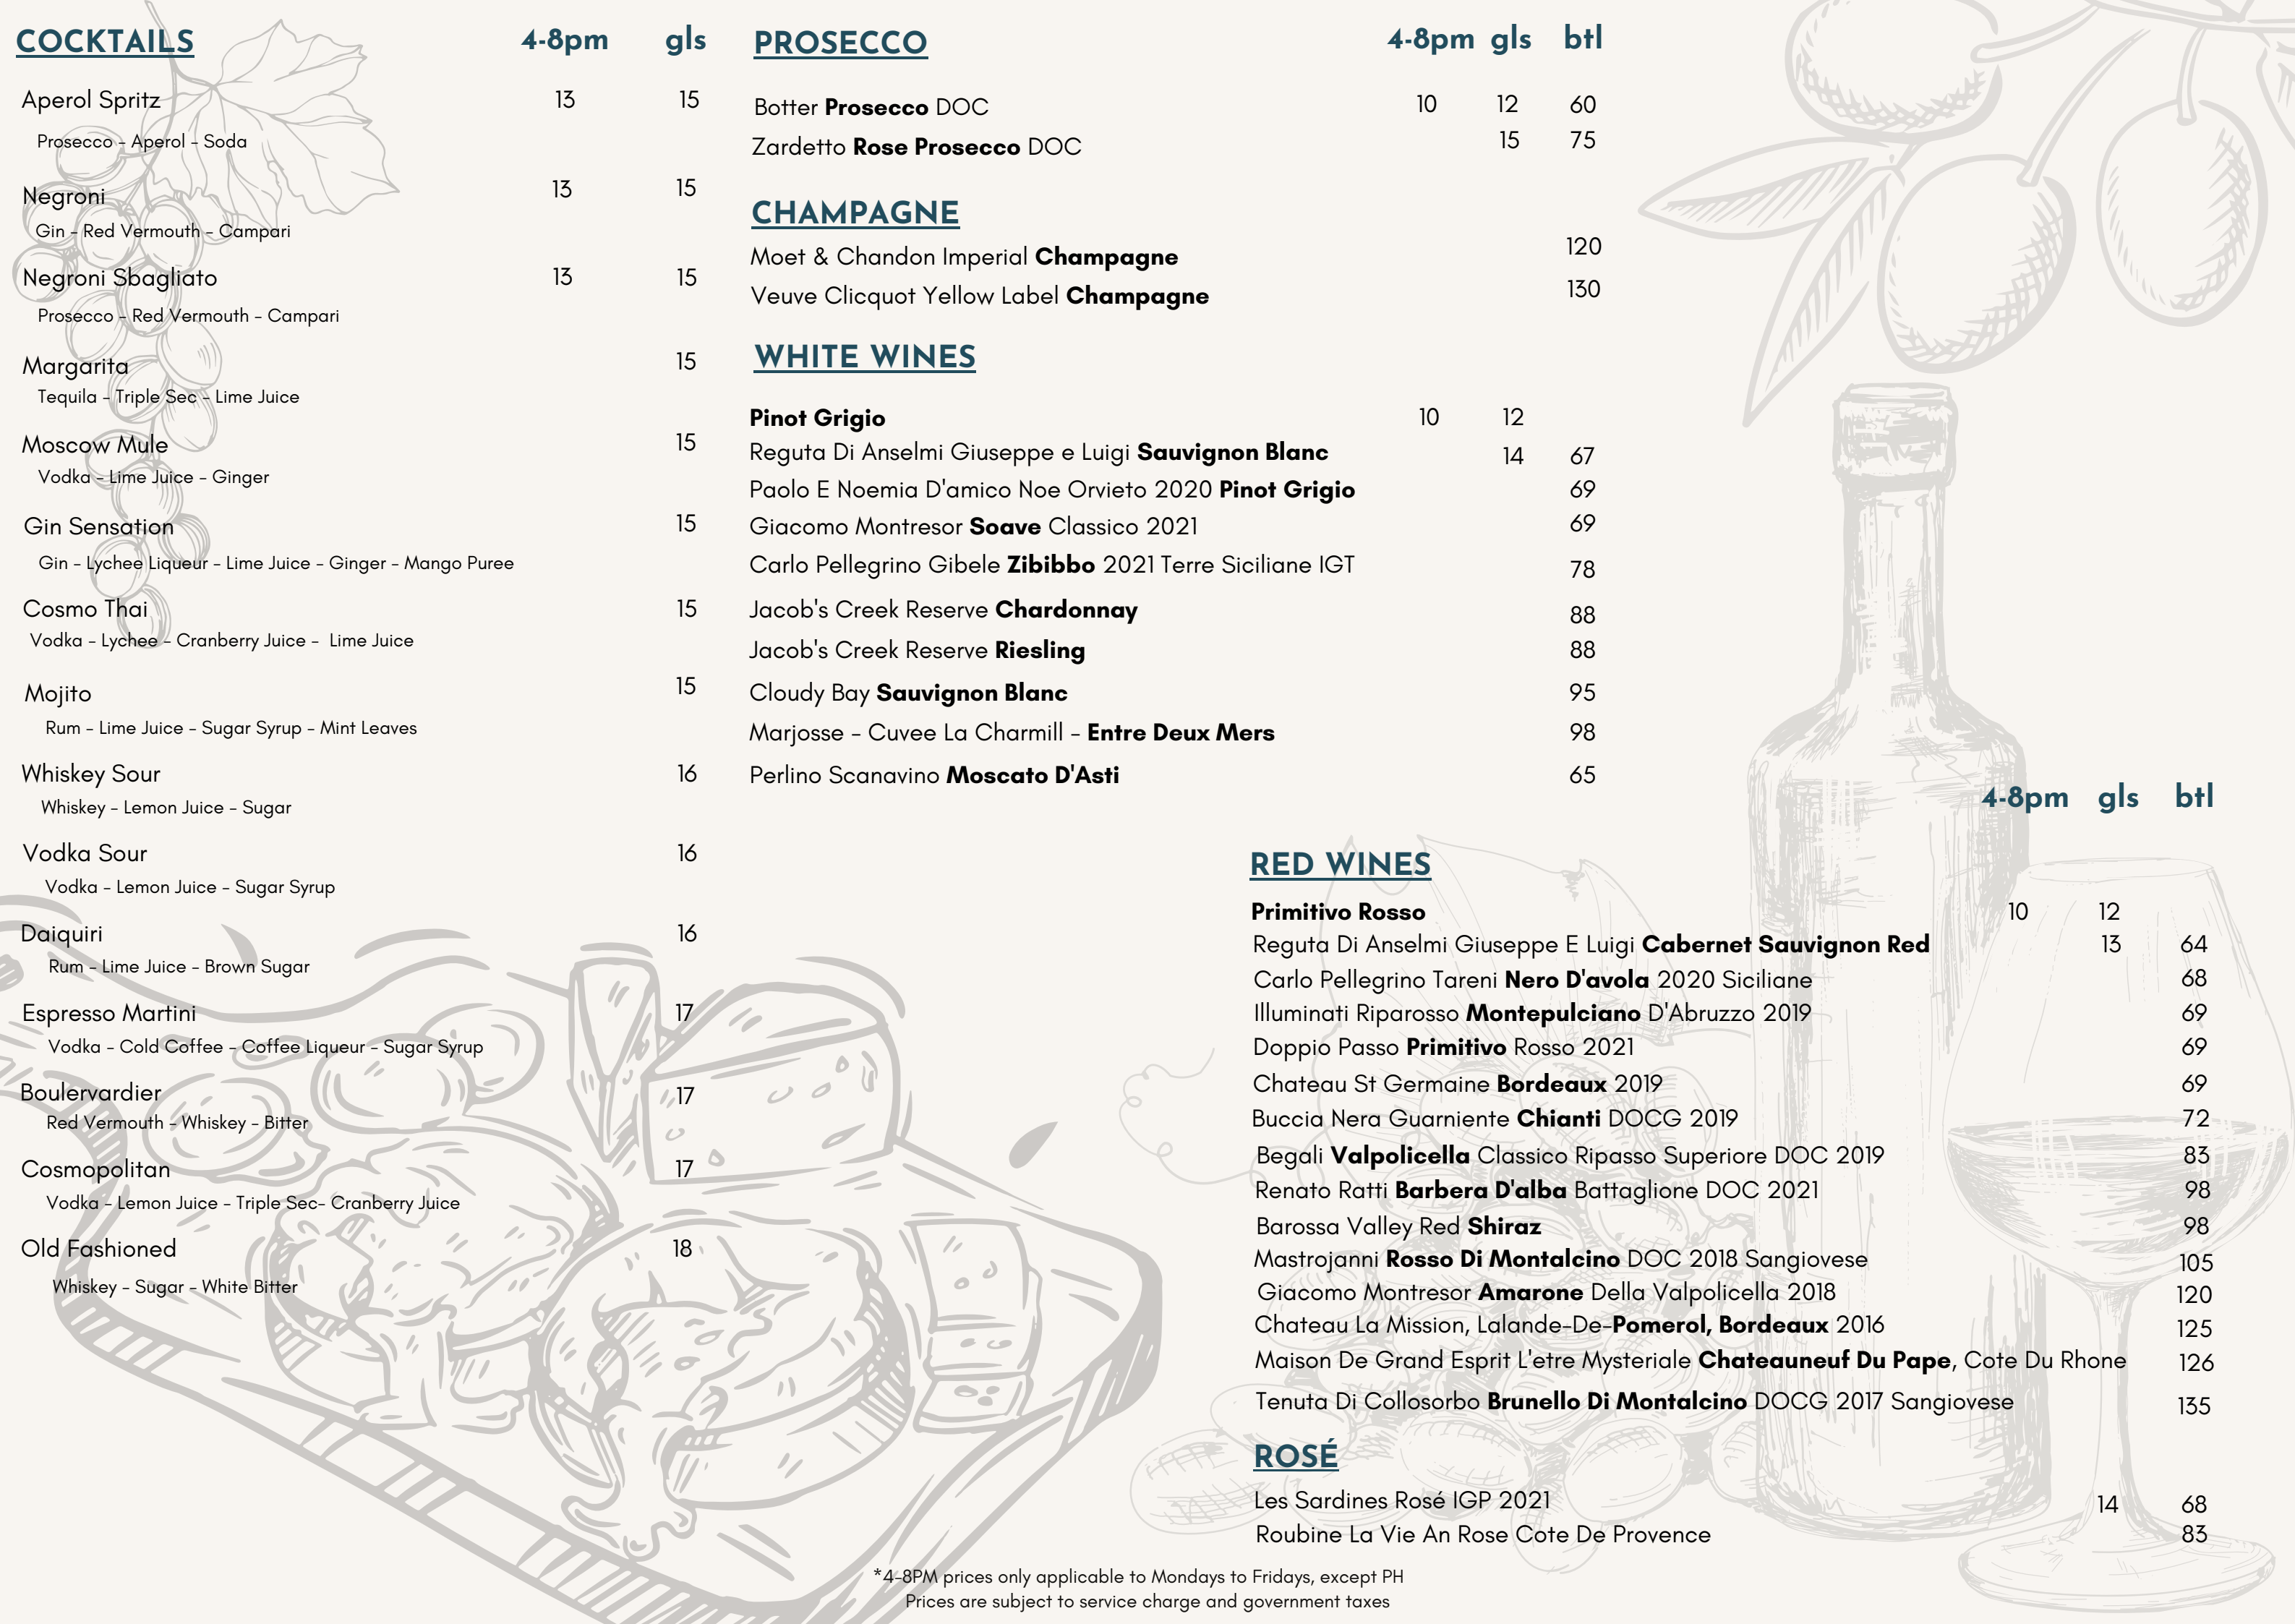 COCKTAILS 4-8pm gls
Aperol Spritz 13 15
Prosecco - Aperol - Soda
Negroni 13 15
Gin - Red Vermouth - Campari
Negroni Sbagliato 13 15
Prosecco - Red Vermouth - Campari
Margarita 15
Tequila - Triple Sec - Lime Juice
Moscow Mule 15
Vodka - Lime Juice - Ginger
Gin Sensation 15
Gin - Lychee Liqueur - Lime Juice - Ginger - Mango Puree
Cosmo Thai 15
Vodka - Lychee - Cranberry Juice - Lime Juice
Mojito 15
Rum - Lime Juice - Sugar Syrup - Mint Leaves
Whiskey Sour 16
Whiskey - Lemon Juice - Sugar
Vodka Sour 16
Vodka - Lemon Juice - Sugar Syrup
Daiquiri 16
Rum - Lime Juice - Brown Sugar
Espresso Martini 17
Vodka - Cold Coffee - Coffee Liqueur - Sugar Syrup
Boulervardier 17
Red Vermouth - Whiskey - Bitter
Cosmopolitan 17
Vodka - Lemon Juice - Triple Sec- Cranberry Juice
Old Fashioned 18
Whiskey - Sugar - White Bitter
PROSECCO 4-8pm gls btl
Botter Prosecco DOC 10 12 60
Zardetto Rose Prosecco DOC 15 75
CHAMPAGNE
Moet & Chandon Imperial Champagne 120
Veuve Clicquot Yellow Label Champagne 130
WHITE WINES
Pinot Grigio 10 12
Reguta Di Anselmi Giuseppe e Luigi Sauvignon Blanc 14 67
Paolo E Noemia D'amico Noe Orvieto 2020 Pinot Grigio 69
Giacomo Montresor Soave Classico 2021 69
Carlo Pellegrino Gibele Zibibbo 2021 Terre Siciliane IGT 78
Jacob's Creek Reserve Chardonnay 88
Jacob's Creek Reserve Riesling 88
Cloudy Bay Sauvignon Blanc 95
Marjosse - Cuvee La Charmill - Entre Deux Mers 98
Perlino Scanavino Moscato D'Asti 65
4-8pm gls btl
RED WINES
Primitivo Rosso 10 12
Reguta Di Anselmi Giuseppe E Luigi Cabernet Sauvignon Red 13 64
Carlo Pellegrino Tareni Nero D'avola 2020 Siciliane 68
Illuminati Riparosso Montepulciano D'Abruzzo 2019 69
Doppio Passo Primitivo Rosso 2021 69
Chateau St Germaine Bordeaux 2019 69
Buccia Nera Guarniente Chianti DOCG 2019 72
Begali Valpolicella Classico Ripasso Superiore DOC 2019 83
Renato Ratti Barbera D'alba Battaglione DOC 2021 98
Barossa Valley Red Shiraz 98
Mastrojanni Rosso Di Montalcino DOC 2018 Sangiovese 105
Giacomo Montresor Amarone Della Valpolicella 2018 120
Chateau La Mission, Lalande-De-Pomerol, Bordeaux 2016 125
Maison De Grand Esprit L'etre Mysteriale Chateauneuf Du Pape, Cote Du Rhone 126
Tenuta Di Collosorbo Brunello Di Montalcino DOCG 2017 Sangiovese 135
ROSÉ
Les Sardines Rosé IGP 2021 14 68
Roubine La Vie An Rose Cote De Provence 83
*4-8PM prices only applicable to Mondays to Fridays, except PH
Prices are subject to service charge and government taxes